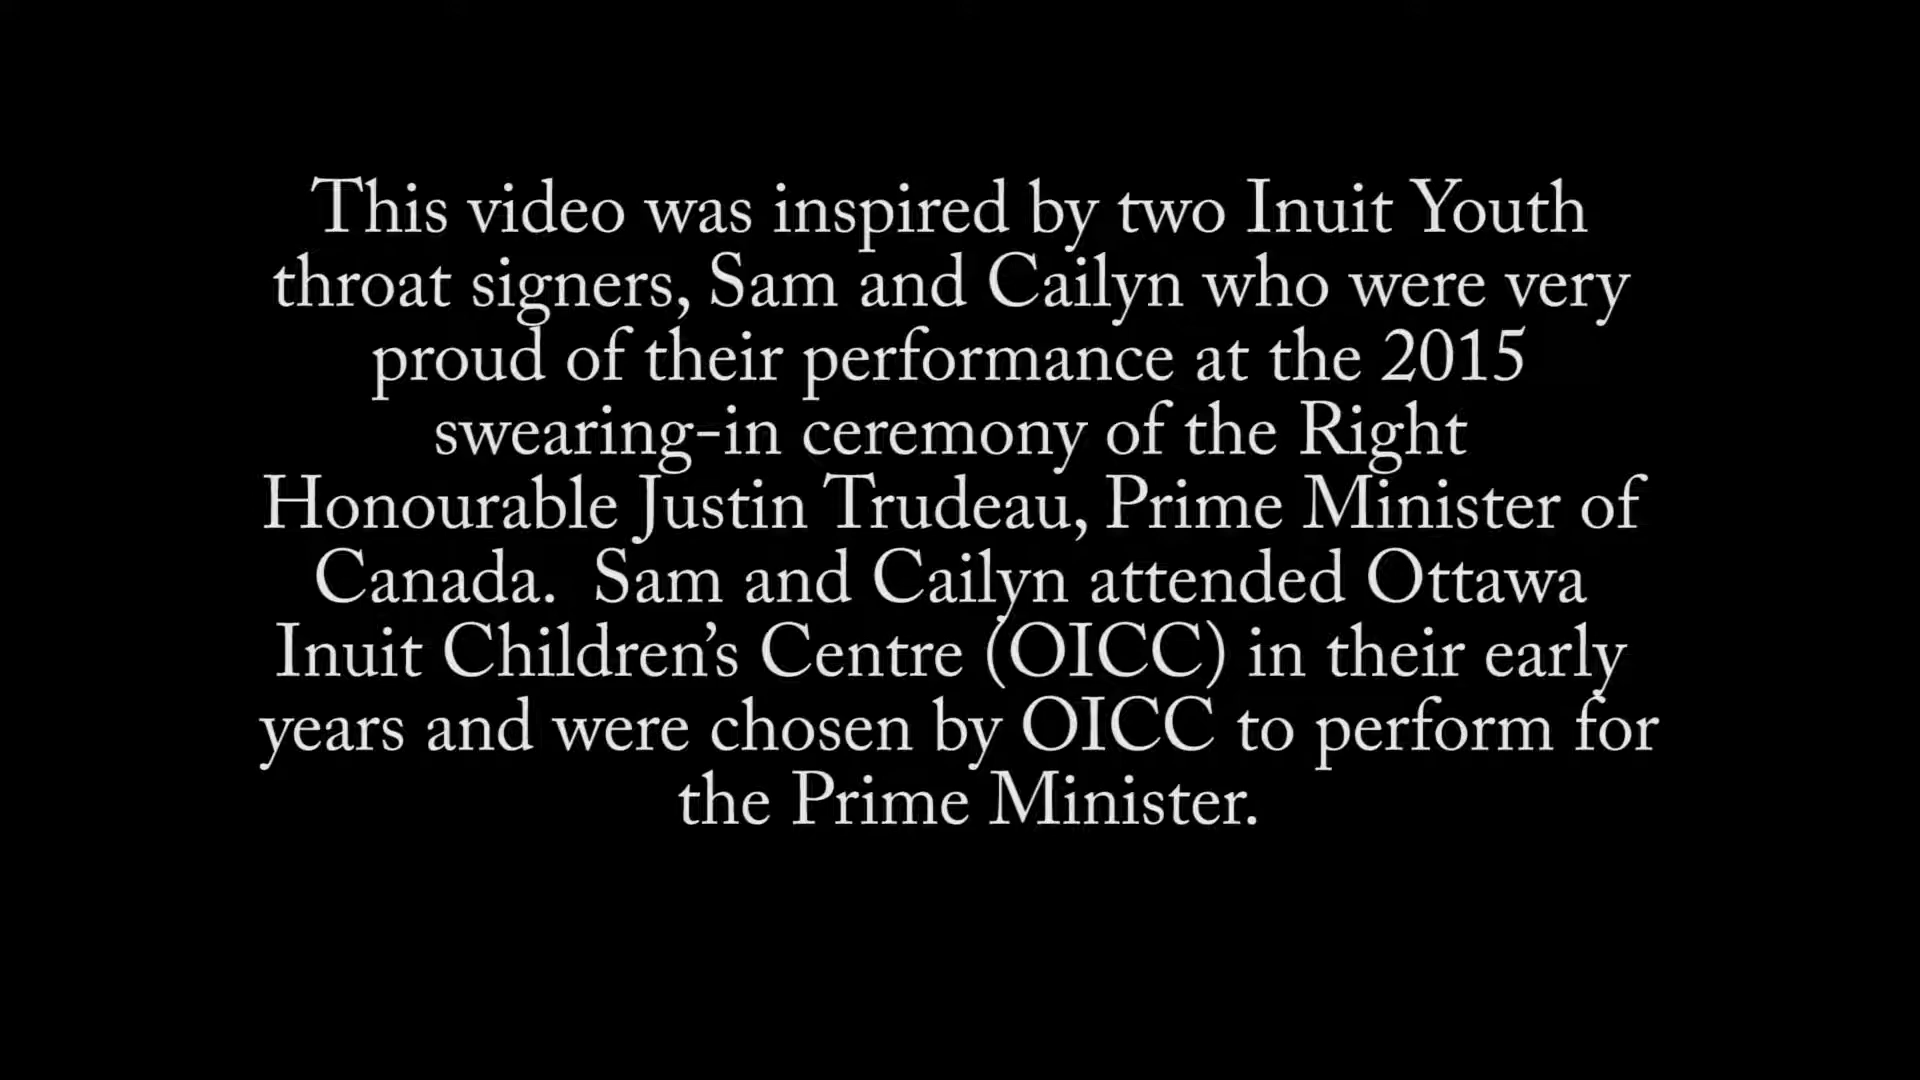 This video was inspired by two Inuit Youth
throat signers, Sam and Cailyn who were very
proud of their performance at the 2015
swearing-in ceremony of the Right
Honourable Justin Trudeau, Prime Minister of
Canada.  Sam and Cailyn attended Ottawa
Inuit Children’s Centre (OICC) in their early
years and were chosen by OICC to perform for
the Prime Minister.